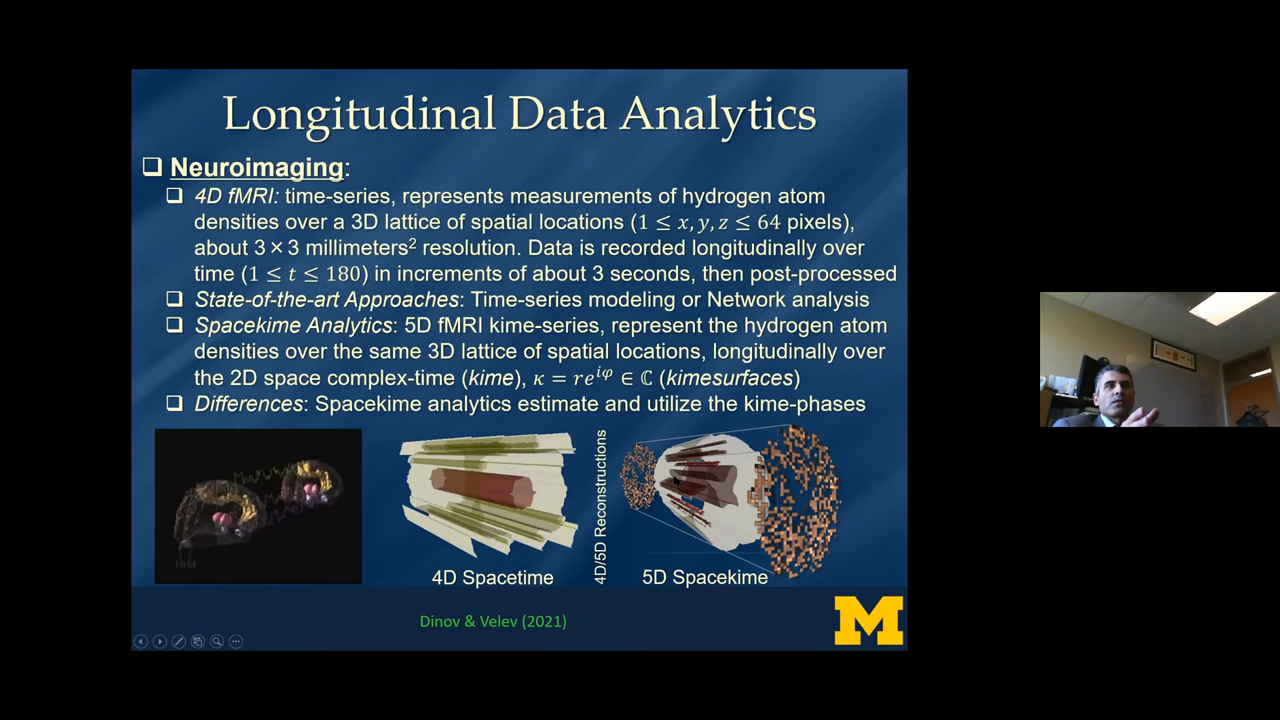 Longitudinal Data Analytics
❑ Neuroimaging:
❑ 4D fMRI: time-series, represents measurements of hydrogen atom
densities over a 3D lattice of spatial locations (1 ≤ x, y, z ≤ 64 pixels),
about 3 × 3 millimeters² resolution. Data is recorded longitudinally over
time (1 ≤ t ≤ 180) in increments of about 3 seconds, then post-processed
❑ State-of-the-art Approaches: Time-series modeling or Network analysis
❑ Spacekime Analytics: 5D fMRI kime-series, represent the hydrogen atom
densities over the same 3D lattice of spatial locations, longitudinally over
the 2D space complex-time (kime), κ = re^{iφ} ∈ ℂ (kimesurfaces)
❑ Differences: Spacekime analytics estimate and utilize the kime-phases
4D/5D Reconstructions
4D Spacetime
5D Spacekime
Dinov & Velev (2021)
M